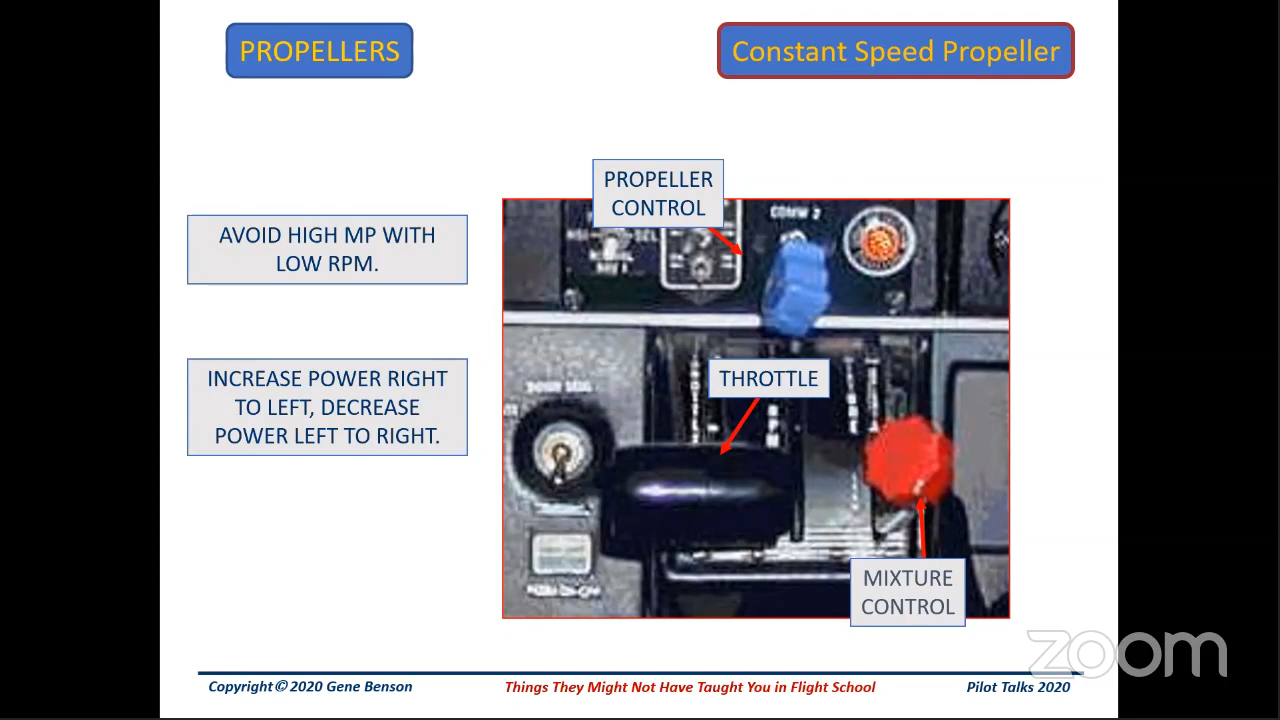 PROPELLERS
Constant Speed Propeller
PROPELLER
CONTROL
AVOID HIGH MP WITH
LOW RPM.
COMM 2
THROTTLE
INCREASE POWER RIGHT
TO LEFT, DECREASE
POWER LEFT TO RIGHT.
MIXTURE
CONTROL
zoom
Copyright © 2020 Gene Benson
Things They Might Not Have Taught You in Flight School
Pilot Talks 2020